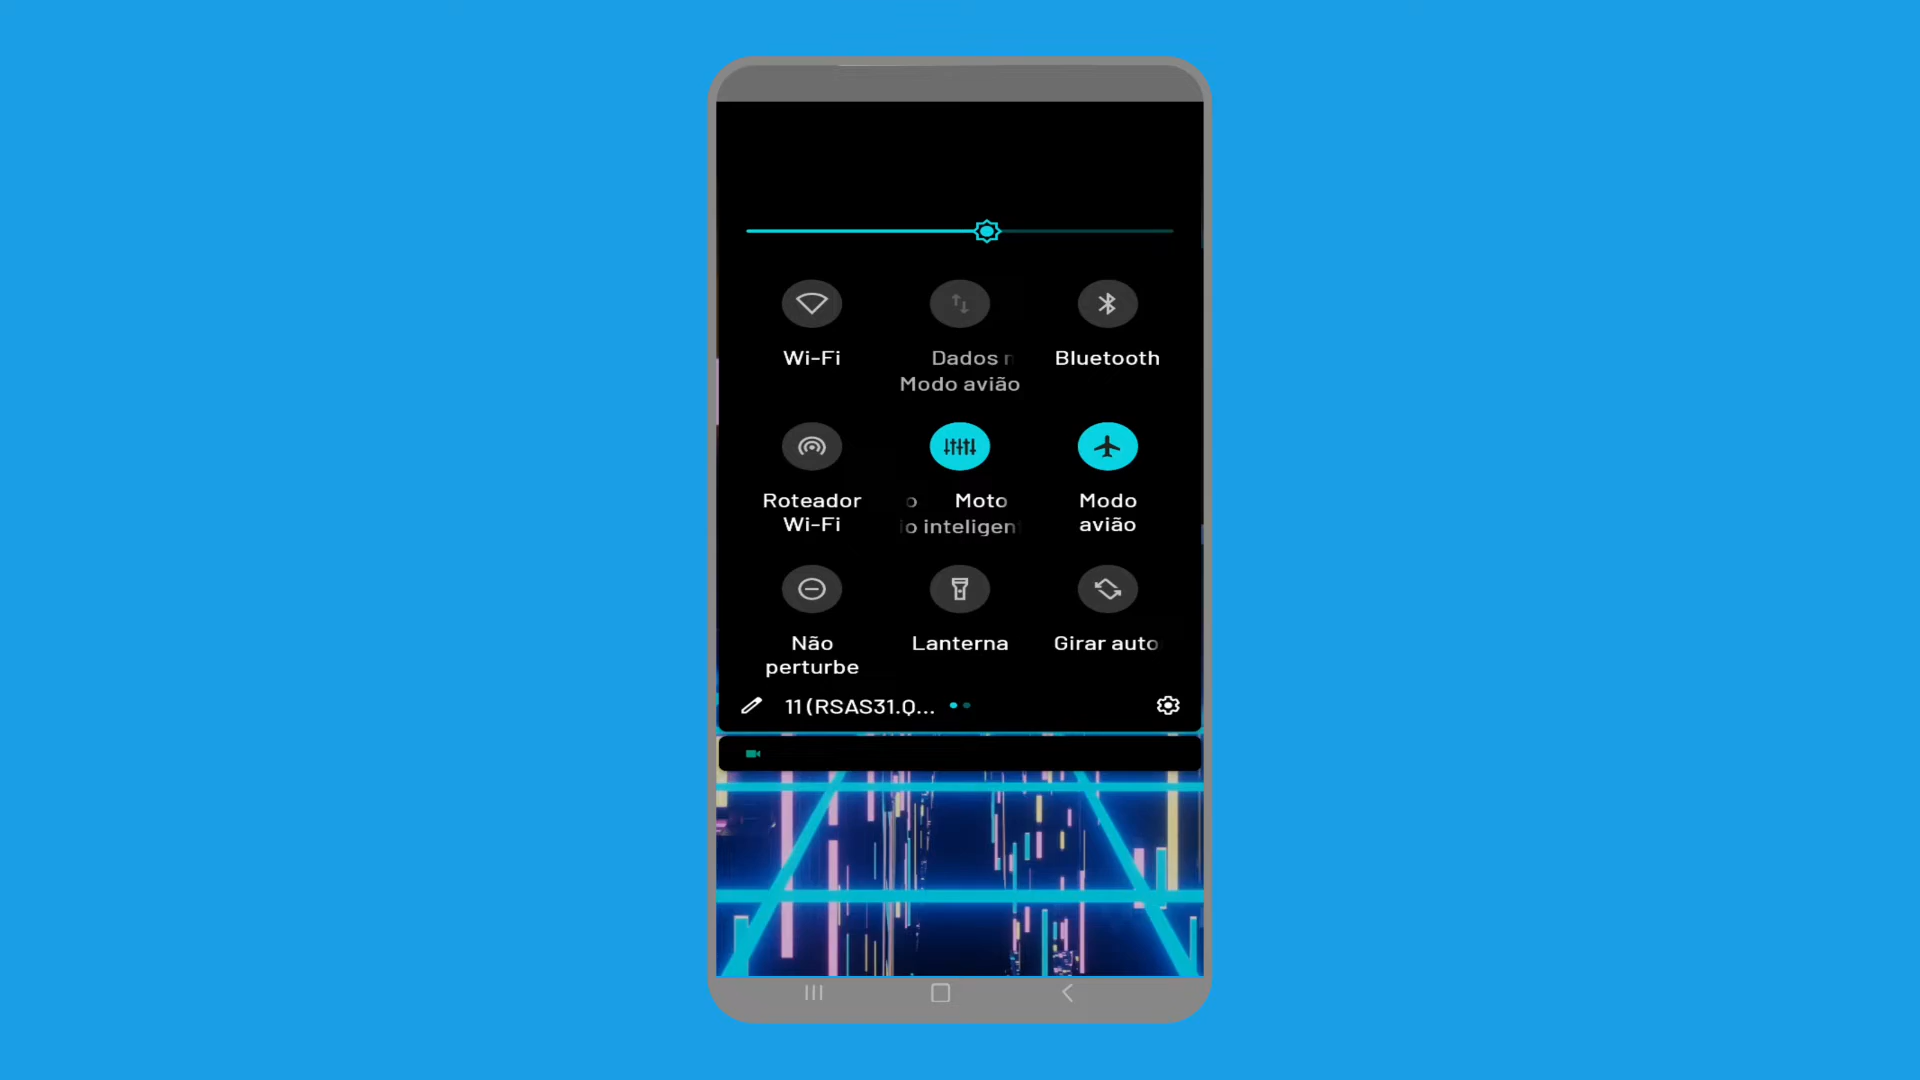 Wi-Fi
Dados
Bluetooth
Modo avião
Roteador
Wi-Fi
Moto
inteligen
Modo
avião
Não
perturbe
Lanterna
Girar auto
11 (RSAS31.Q...